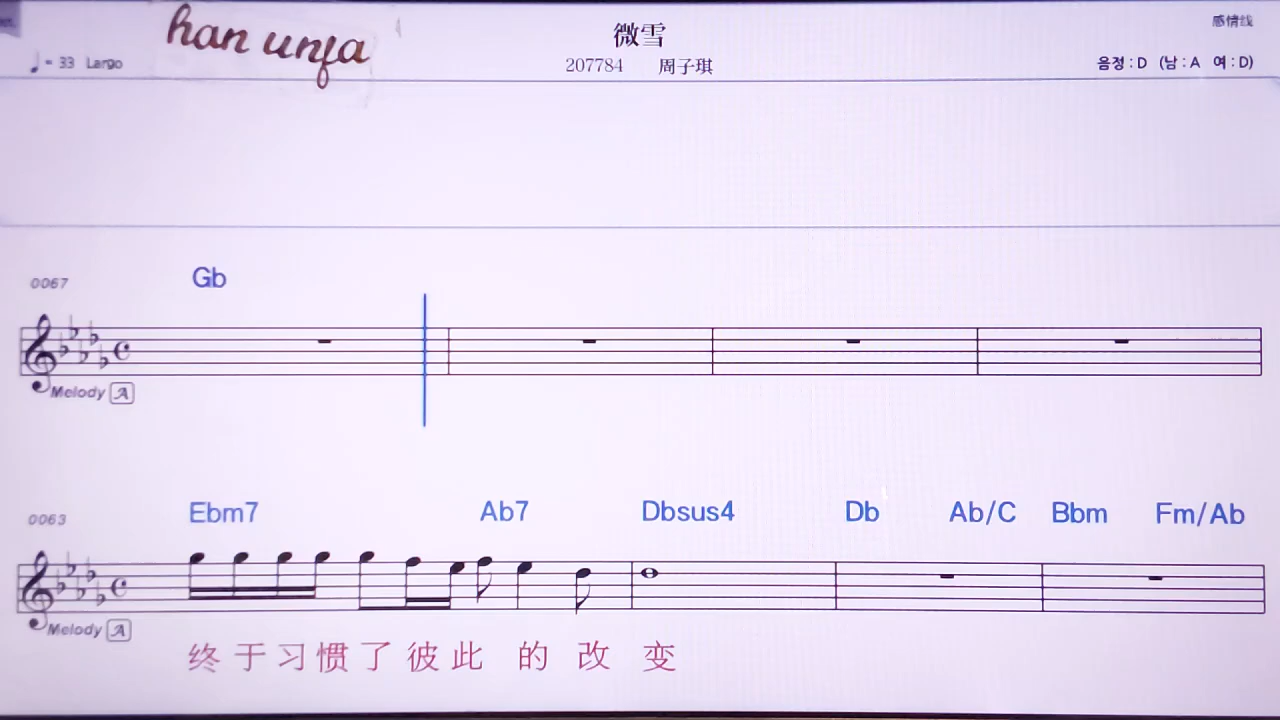 han unfa
微雪
感情线
♩= 33 Largo
207784 周子琪
음정 : D (남 : A 여 : D)
0067 Gb
Melody A
0063 Ebm7 Ab7 Dbsus4 Db Ab/C Bbm Fm/Ab
Melody A
终于习惯了彼此 的 改 变